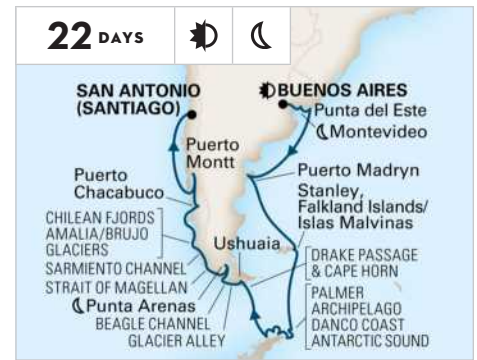 22 DAYS
SAN ANTONIO
(SANTIAGO)
BUENOS AIRES
Punta del Este
Montevideo
Puerto
Montt
Puerto Madryn
Puerto
Chacabuco
Stanley,
Falkland Islands/
Islas Malvinas
CHILEAN FJORDS
AMALIA/BRUJO
GLACIERS
Ushuaia
SARMIENTO CHANNEL
STRAIT OF MAGELLAN
Punta Arenas
BEAGLE CHANNEL
GLACIER ALLEY
DRAKE PASSAGE
& CAPE HORN
PALMER
ARCHIPELAGO
DANCO COAST
ANTARCTIC SOUND